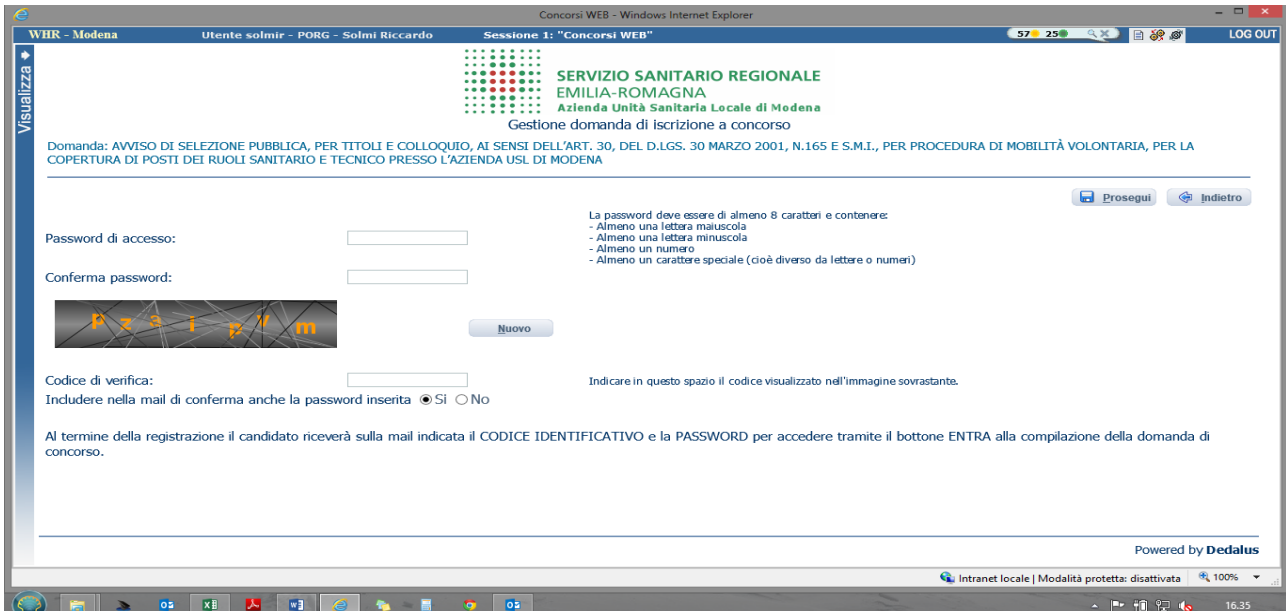 Concorsi WEB - Windows Internet Explorer
WHR - Modena Utente solmir - PORG - Solmi Riccardo Sessione 1: "Concorsi WEB" 57 25 LOG OUT
Visualizza
SERVIZIO SANITARIO REGIONALE
EMILIA-ROMAGNA
Azienda Unità Sanitaria Locale di Modena
Gestione domanda di iscrizione a concorso
Domanda: AVVISO DI SELEZIONE PUBBLICA, PER TITOLI E COLLOQUIO, AI SENSI DELL'ART. 30, DEL D.LGS. 30 MARZO 2001, N.165 E S.M.I., PER PROCEDURA DI MOBILITÀ VOLONTARIA, PER LA
COPERTURA DI POSTI DEI RUOLI SANITARIO E TECNICO PRESSO L'AZIENDA USL DI MODENA
Prosegui Indietro
La password deve essere di almeno 8 caratteri e contenere:
- Almeno una lettera maiuscola
- Almeno una lettera minuscola
- Almeno un numero
- Almeno un carattere speciale (cioè diverso da lettere o numeri)
Password di accesso:
Conferma password:
Nuovo
Codice di verifica:
Indicare in questo spazio il codice visualizzato nell'immagine sovrastante.
Includere nella mail di conferma anche la password inserita Si No
Al termine della registrazione il candidato riceverà sulla mail indicata il CODICE IDENTIFICATIVO e la PASSWORD per accedere tramite il bottone ENTRA alla compilazione della domanda di
concorso.
Powered by Dedalus
Intranet locale | Modalità protetta: disattivata 100%
16.35